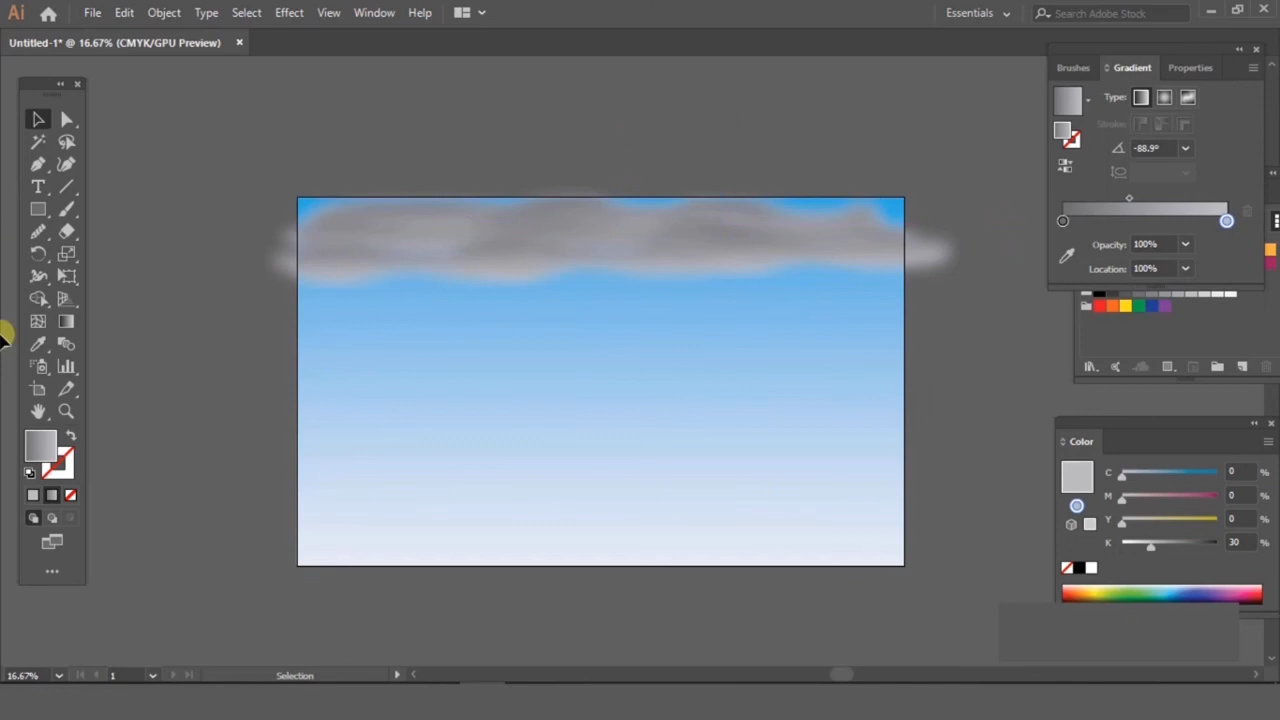 Ai File Edit Object Type Select Effect View Window Help Essentials Search Adobe Stock
Untitled-1* @ 16.67% (CMYK/GPU Preview)
Brushes Gradient Properties
Type:
Stroke:
-88.9°
Opacity: 100%
Location: 100%
Color
C 0 %
M 0 %
Y 0 %
K 30 %
16.67% 1 Selection